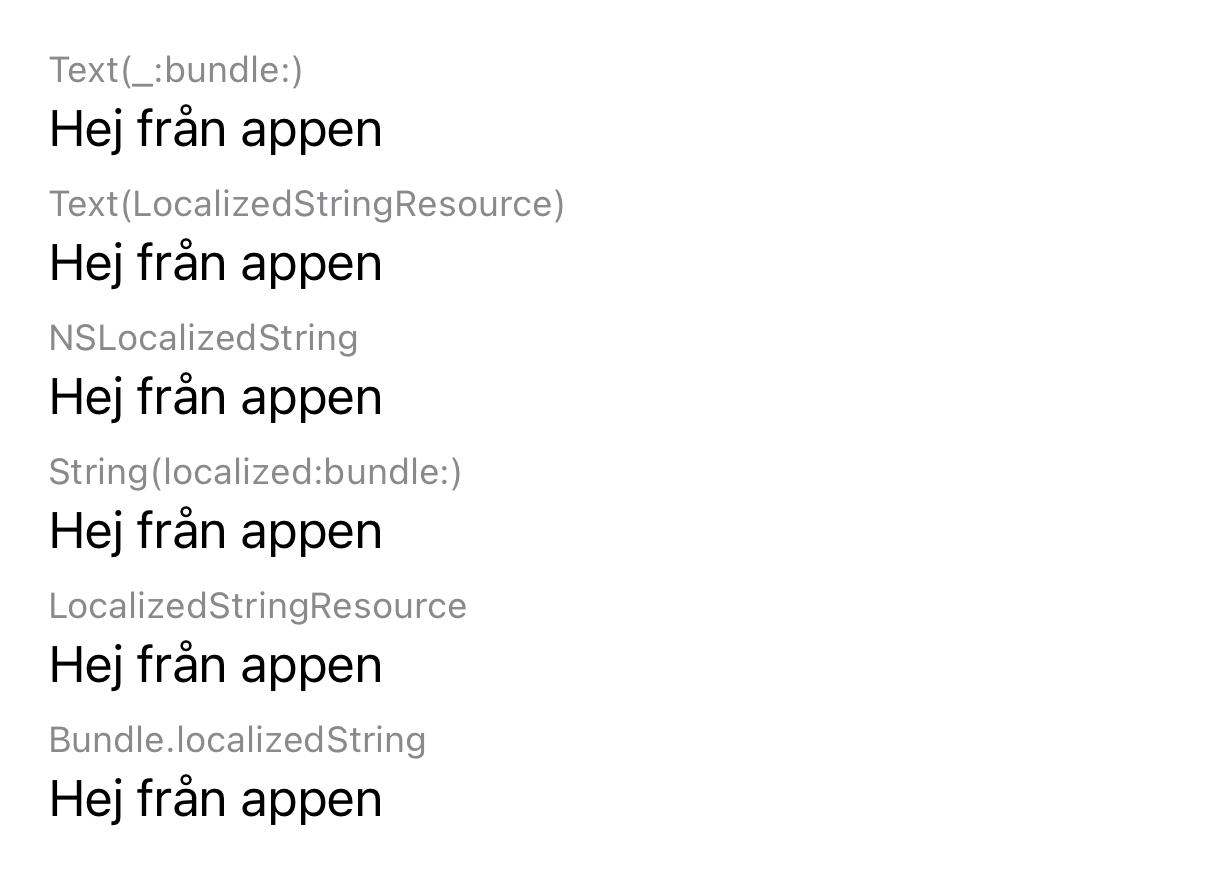 Text(_:bundle:)
Hej från appen
Text(LocalizedStringResource)
Hej från appen
NSLocalizedString
Hej från appen
String(localized:bundle:)
Hej från appen
LocalizedStringResource
Hej från appen
Bundle.localizedString
Hej från appen